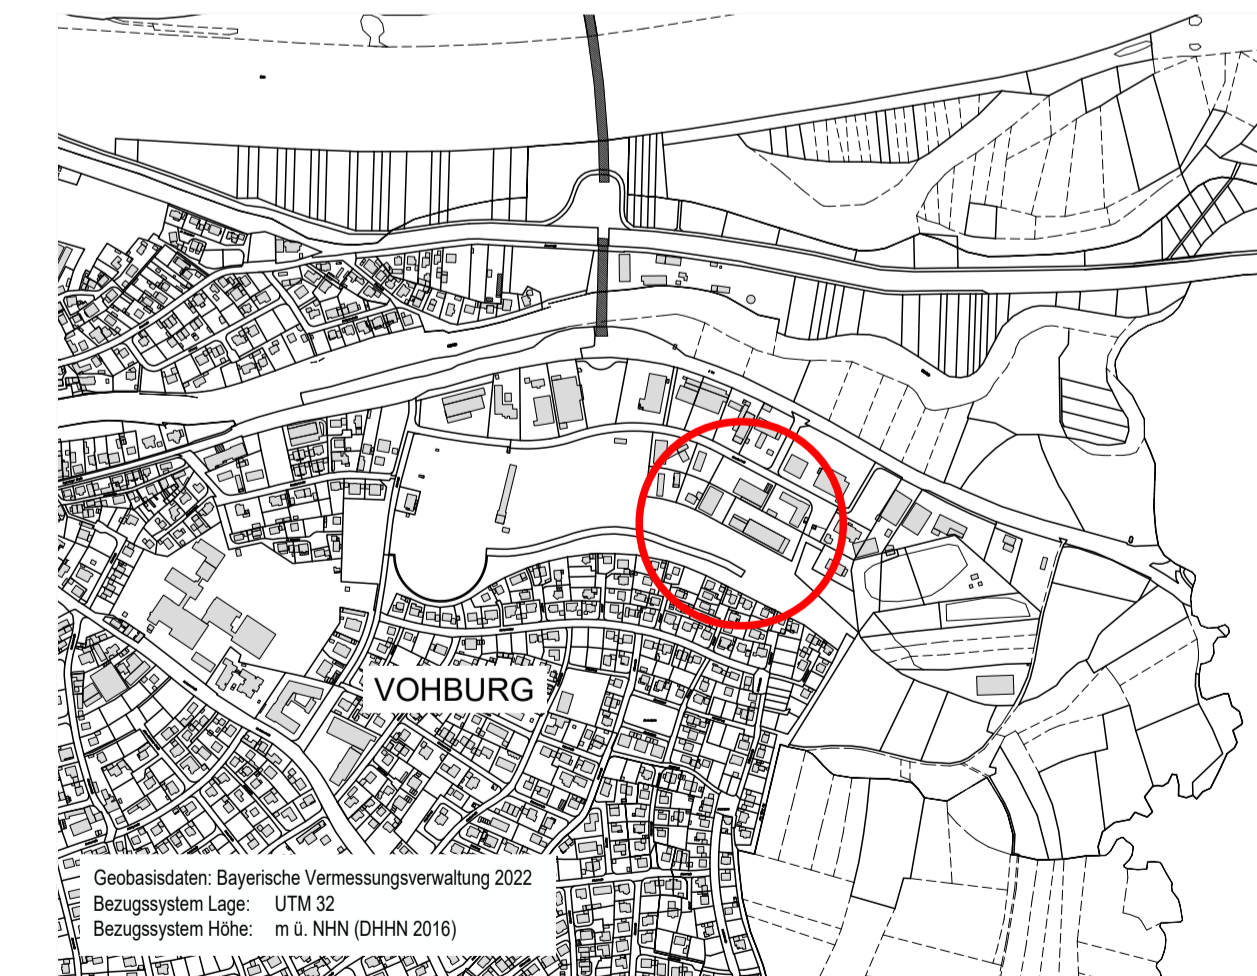 VOHBURG
Geobasisdaten: Bayerische Vermessungsverwaltung 2022
Bezugssystem Lage: UTM 32
Bezugssystem Höhe: m ü. NHN (DHHN 2016)